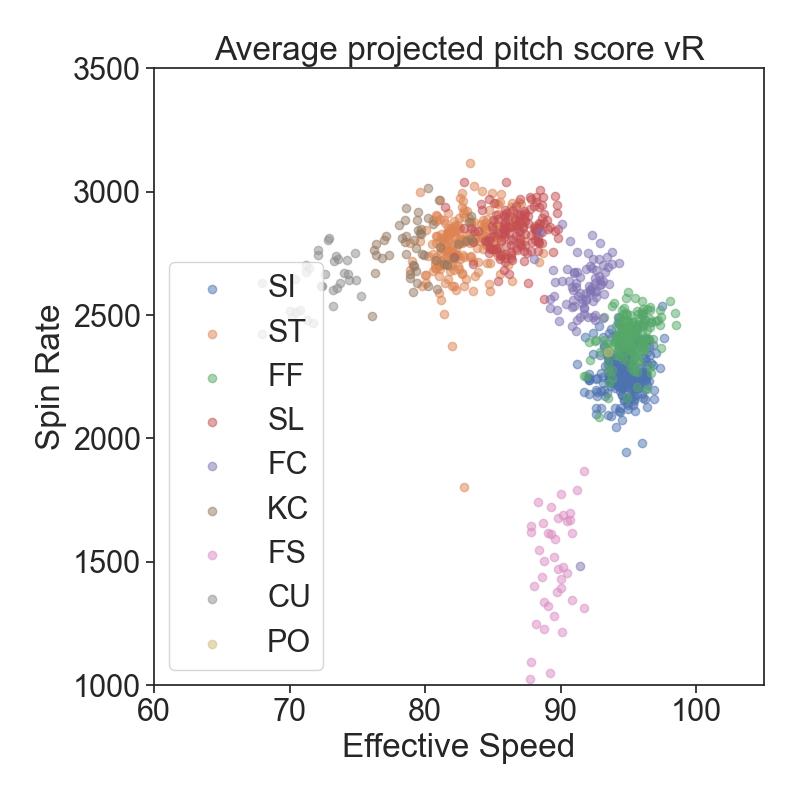 Average projected pitch score vR
3500
3000
2500
2000
1500
1000
Spin Rate
SI
ST
FF
SL
FC
KC
FS
CU
PO
60
70
80
90
100
Effective Speed